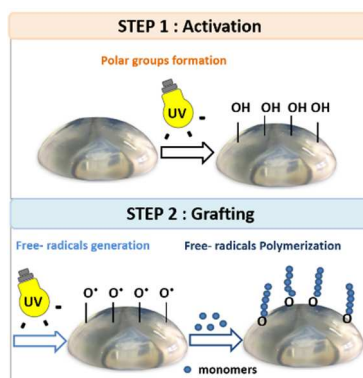 STEP 1 : Activation
Polar groups formation
UV
OH OH OH OH
STEP 2 : Grafting
Free- radicals generation
Free- radicals Polymerization
UV
O• O• O• O•
O O O O
monomers